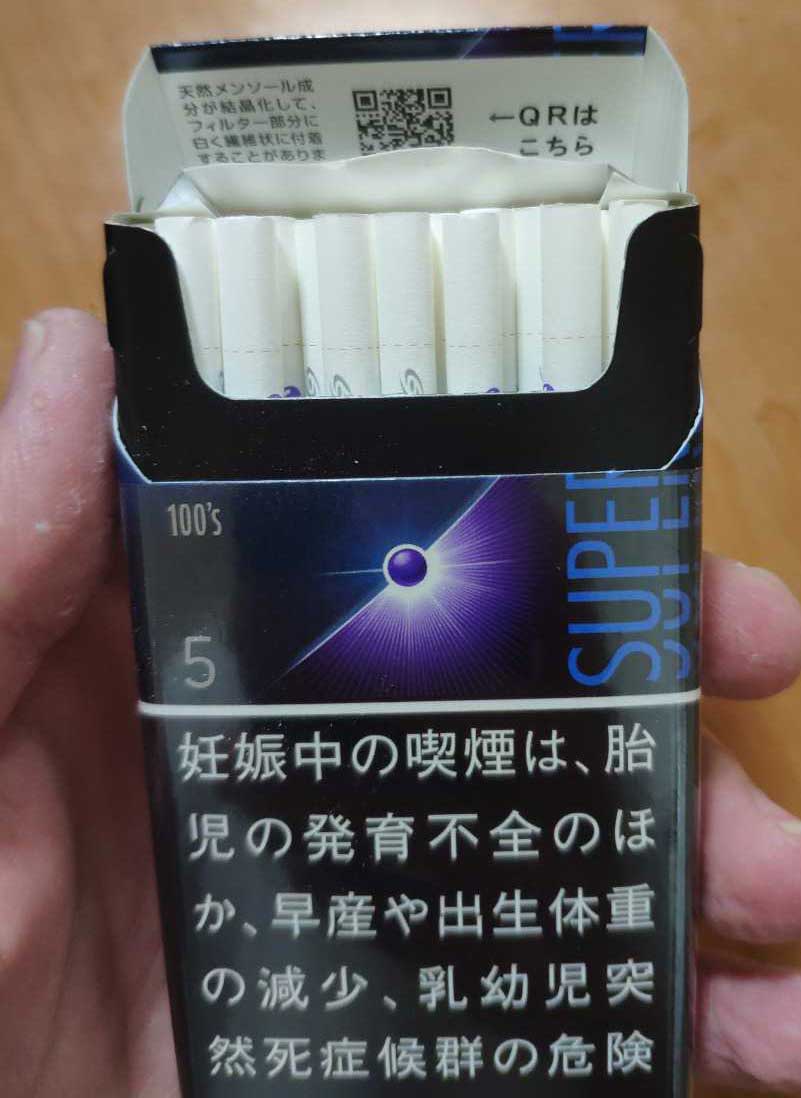 天然メンソール成
分が結晶化して、
フィルター部分に
白く繊維状に付着
することがありま
←QRは
こちら
100's
5
SUPER
妊娠中の喫煙は、胎
児の発育不全のほ
か、早産や出生体重
の減少、乳幼児突
然死症候群の危険